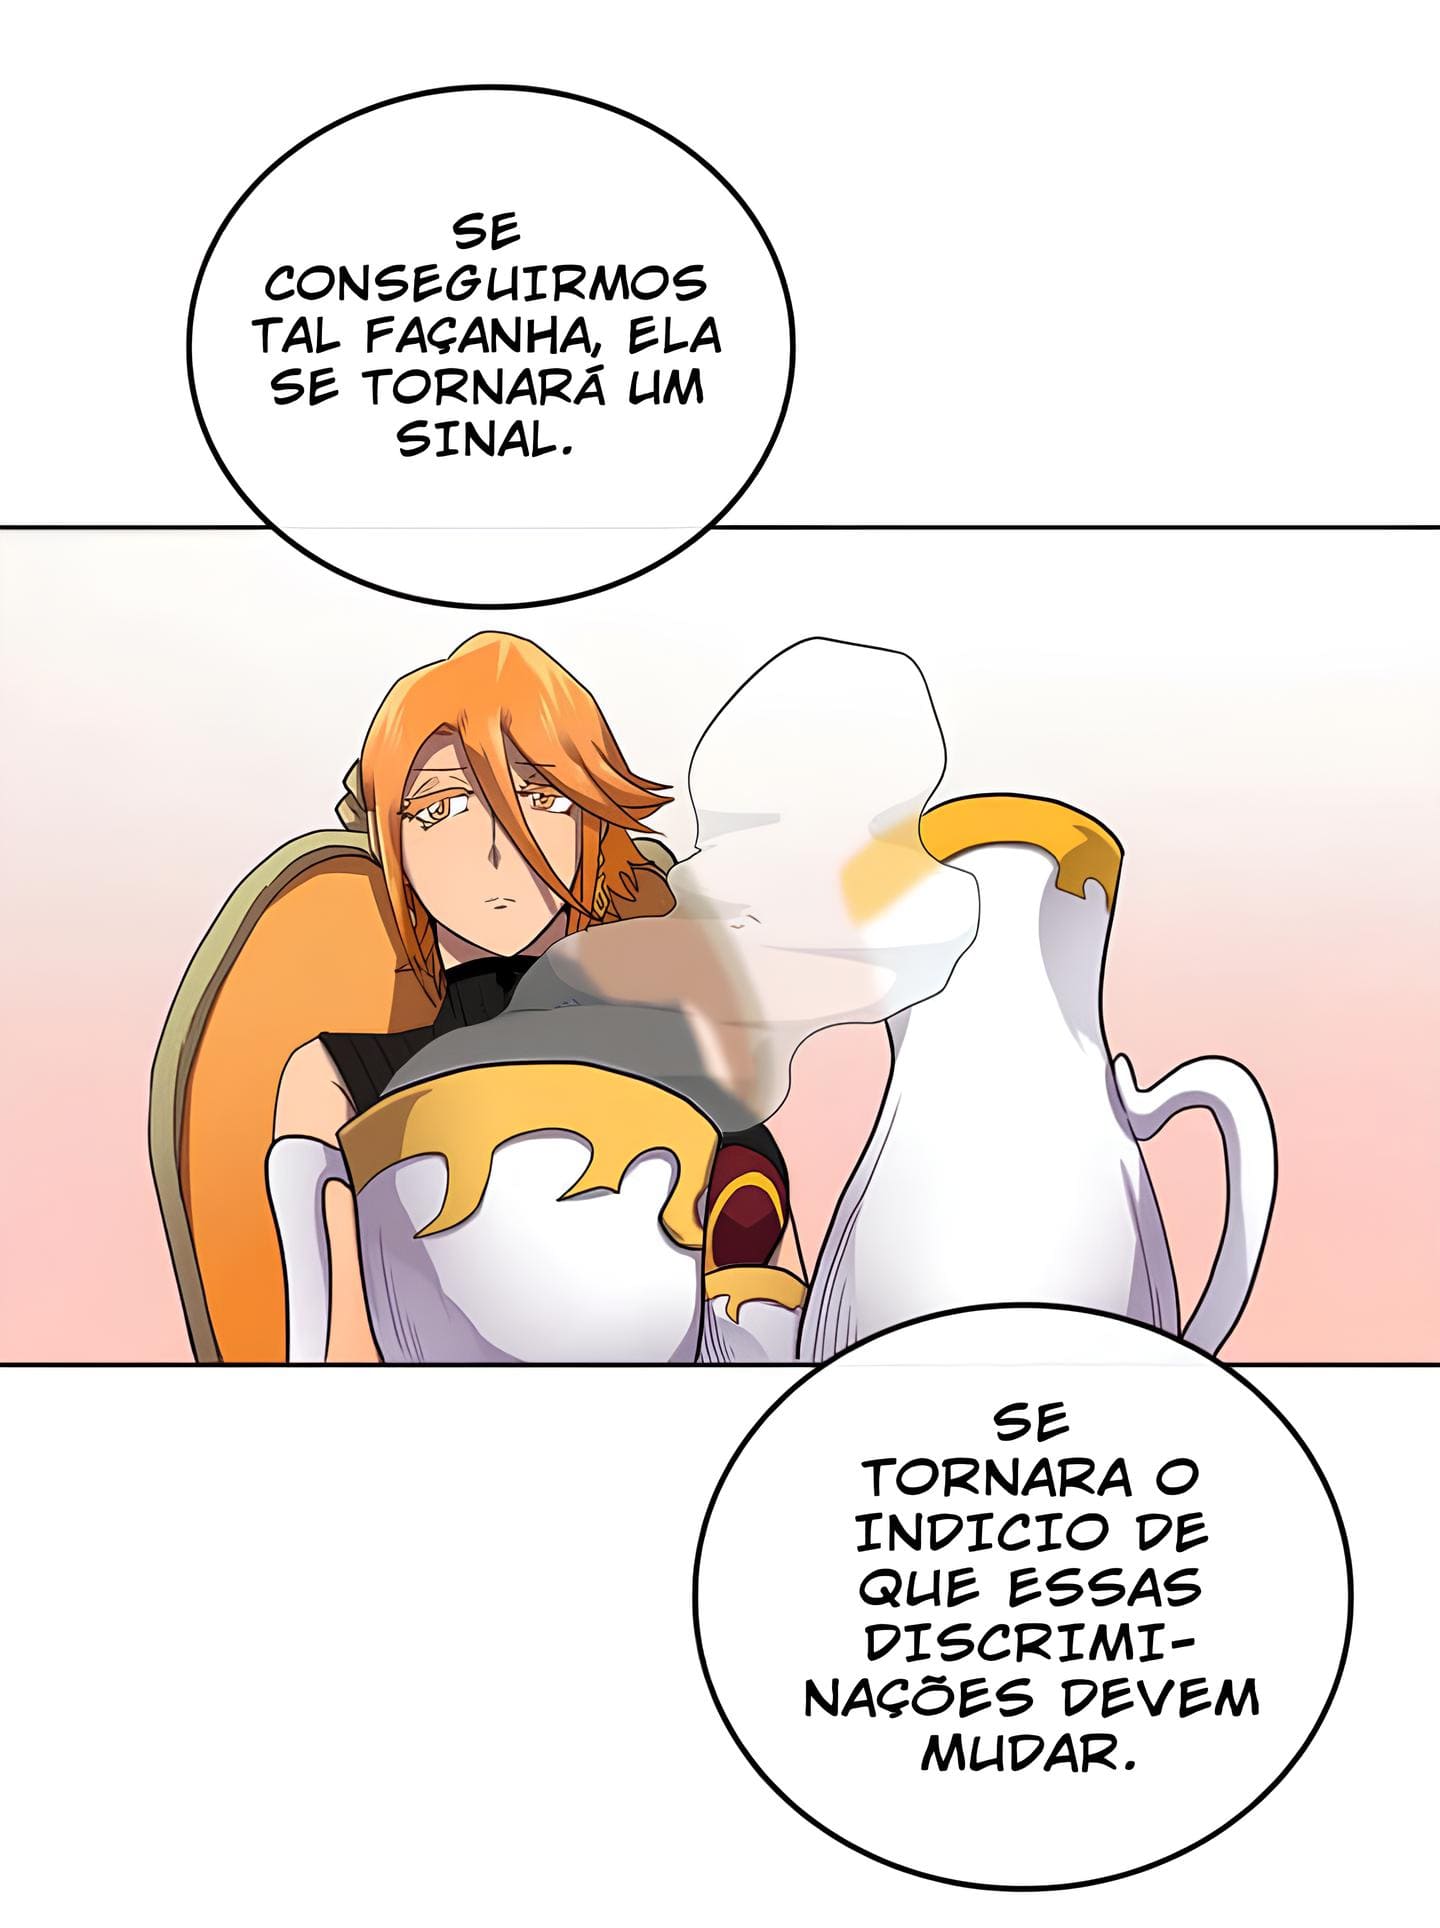 SE
CONSEGUIRMOS
TAL FAÇANHA, ELA
SE TORNARÁ UM
SINAL.
SE
TORNARA O
INDICIO DE
QUE ESSAS
DISCRIMI-
NAÇÕES DEVEM
MUDAR.